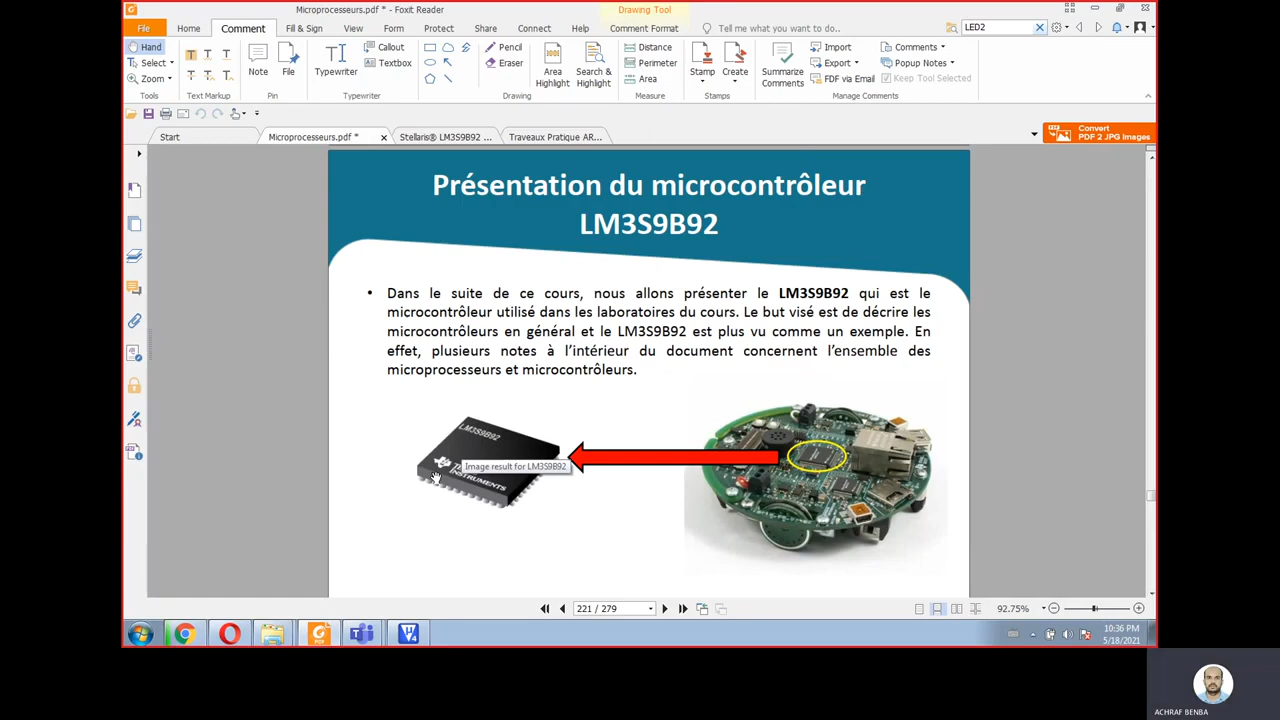 Microprocesseurs.pdf * - Foxit Reader
Drawing Tool
File Home Comment Fill & Sign View Form Protect Share Connect Help Comment Format Tell me what you want to do... LED2
Hand
Select
Zoom
Tools
T T T
T T T
Text Markup
Note
File
Pin
Typewriter
Callout
Textbox
Typewriter
Pencil
Eraser
Area Highlight
Search & Highlight
Drawing
Distance
Perimeter
Area
Measure
Stamp
Create
Stamps
Summarize Comments
Import
Export
FDF via Email
Comments
Popup Notes
Keep Tool Selected
Manage Comments
Start Microprocesseurs.pdf * Stellaris® LM3S9B92 ... Traveaux Pratique AR...
Convert
PDF 2 JPG Images
Présentation du microcontrôleur
LM3S9B92
• Dans le suite de ce cours, nous allons présenter le LM3S9B92 qui est le
microcontrôleur utilisé dans les laboratoires du cours. Le but visé est de décrire les
microcontrôleurs en général et le LM3S9B92 est plus vu comme un exemple. En
effet, plusieurs notes à l'intérieur du document concernent l'ensemble des
microprocesseurs et microcontrôleurs.
LM3S9B92
Image result for LM3S9B92
INSTRUMENTS
221 / 279
92.75%
10:36 PM
5/18/2021
ACHRAF BENBA